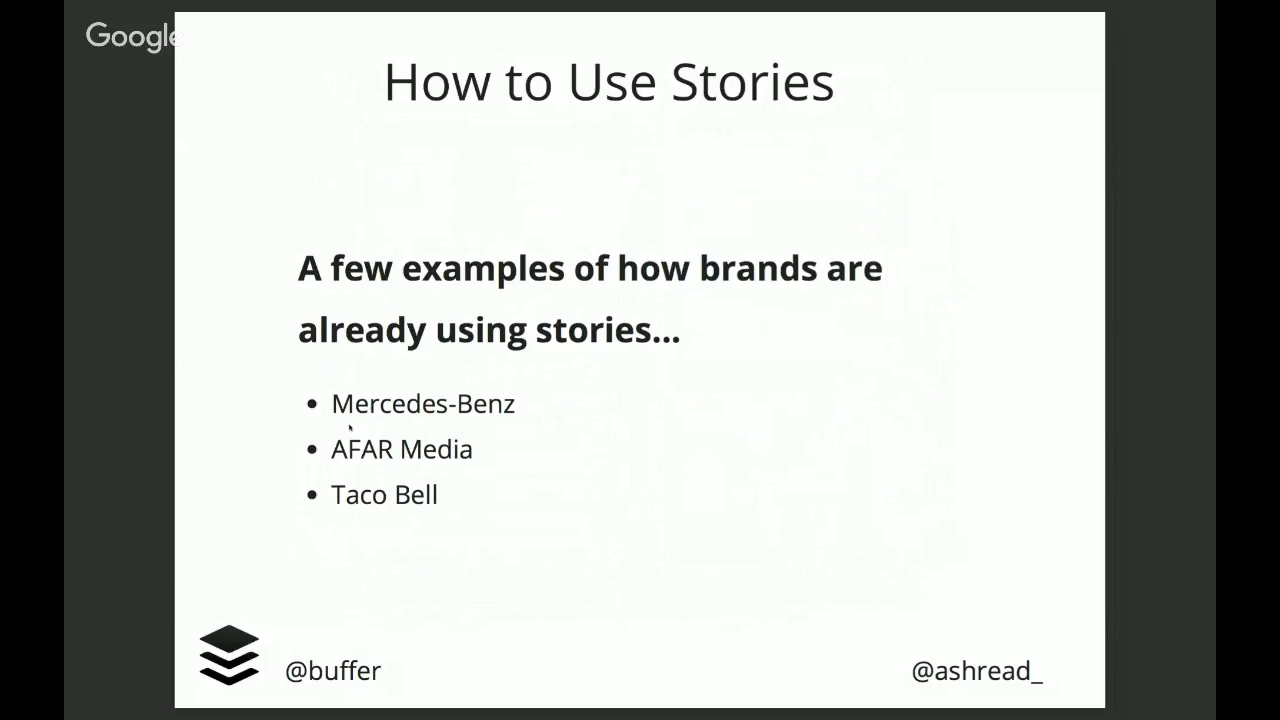 Google
How to Use Stories
A few examples of how brands are
already using stories...
• Mercedes-Benz
• AFAR Media
• Taco Bell
@buffer
@ashread_